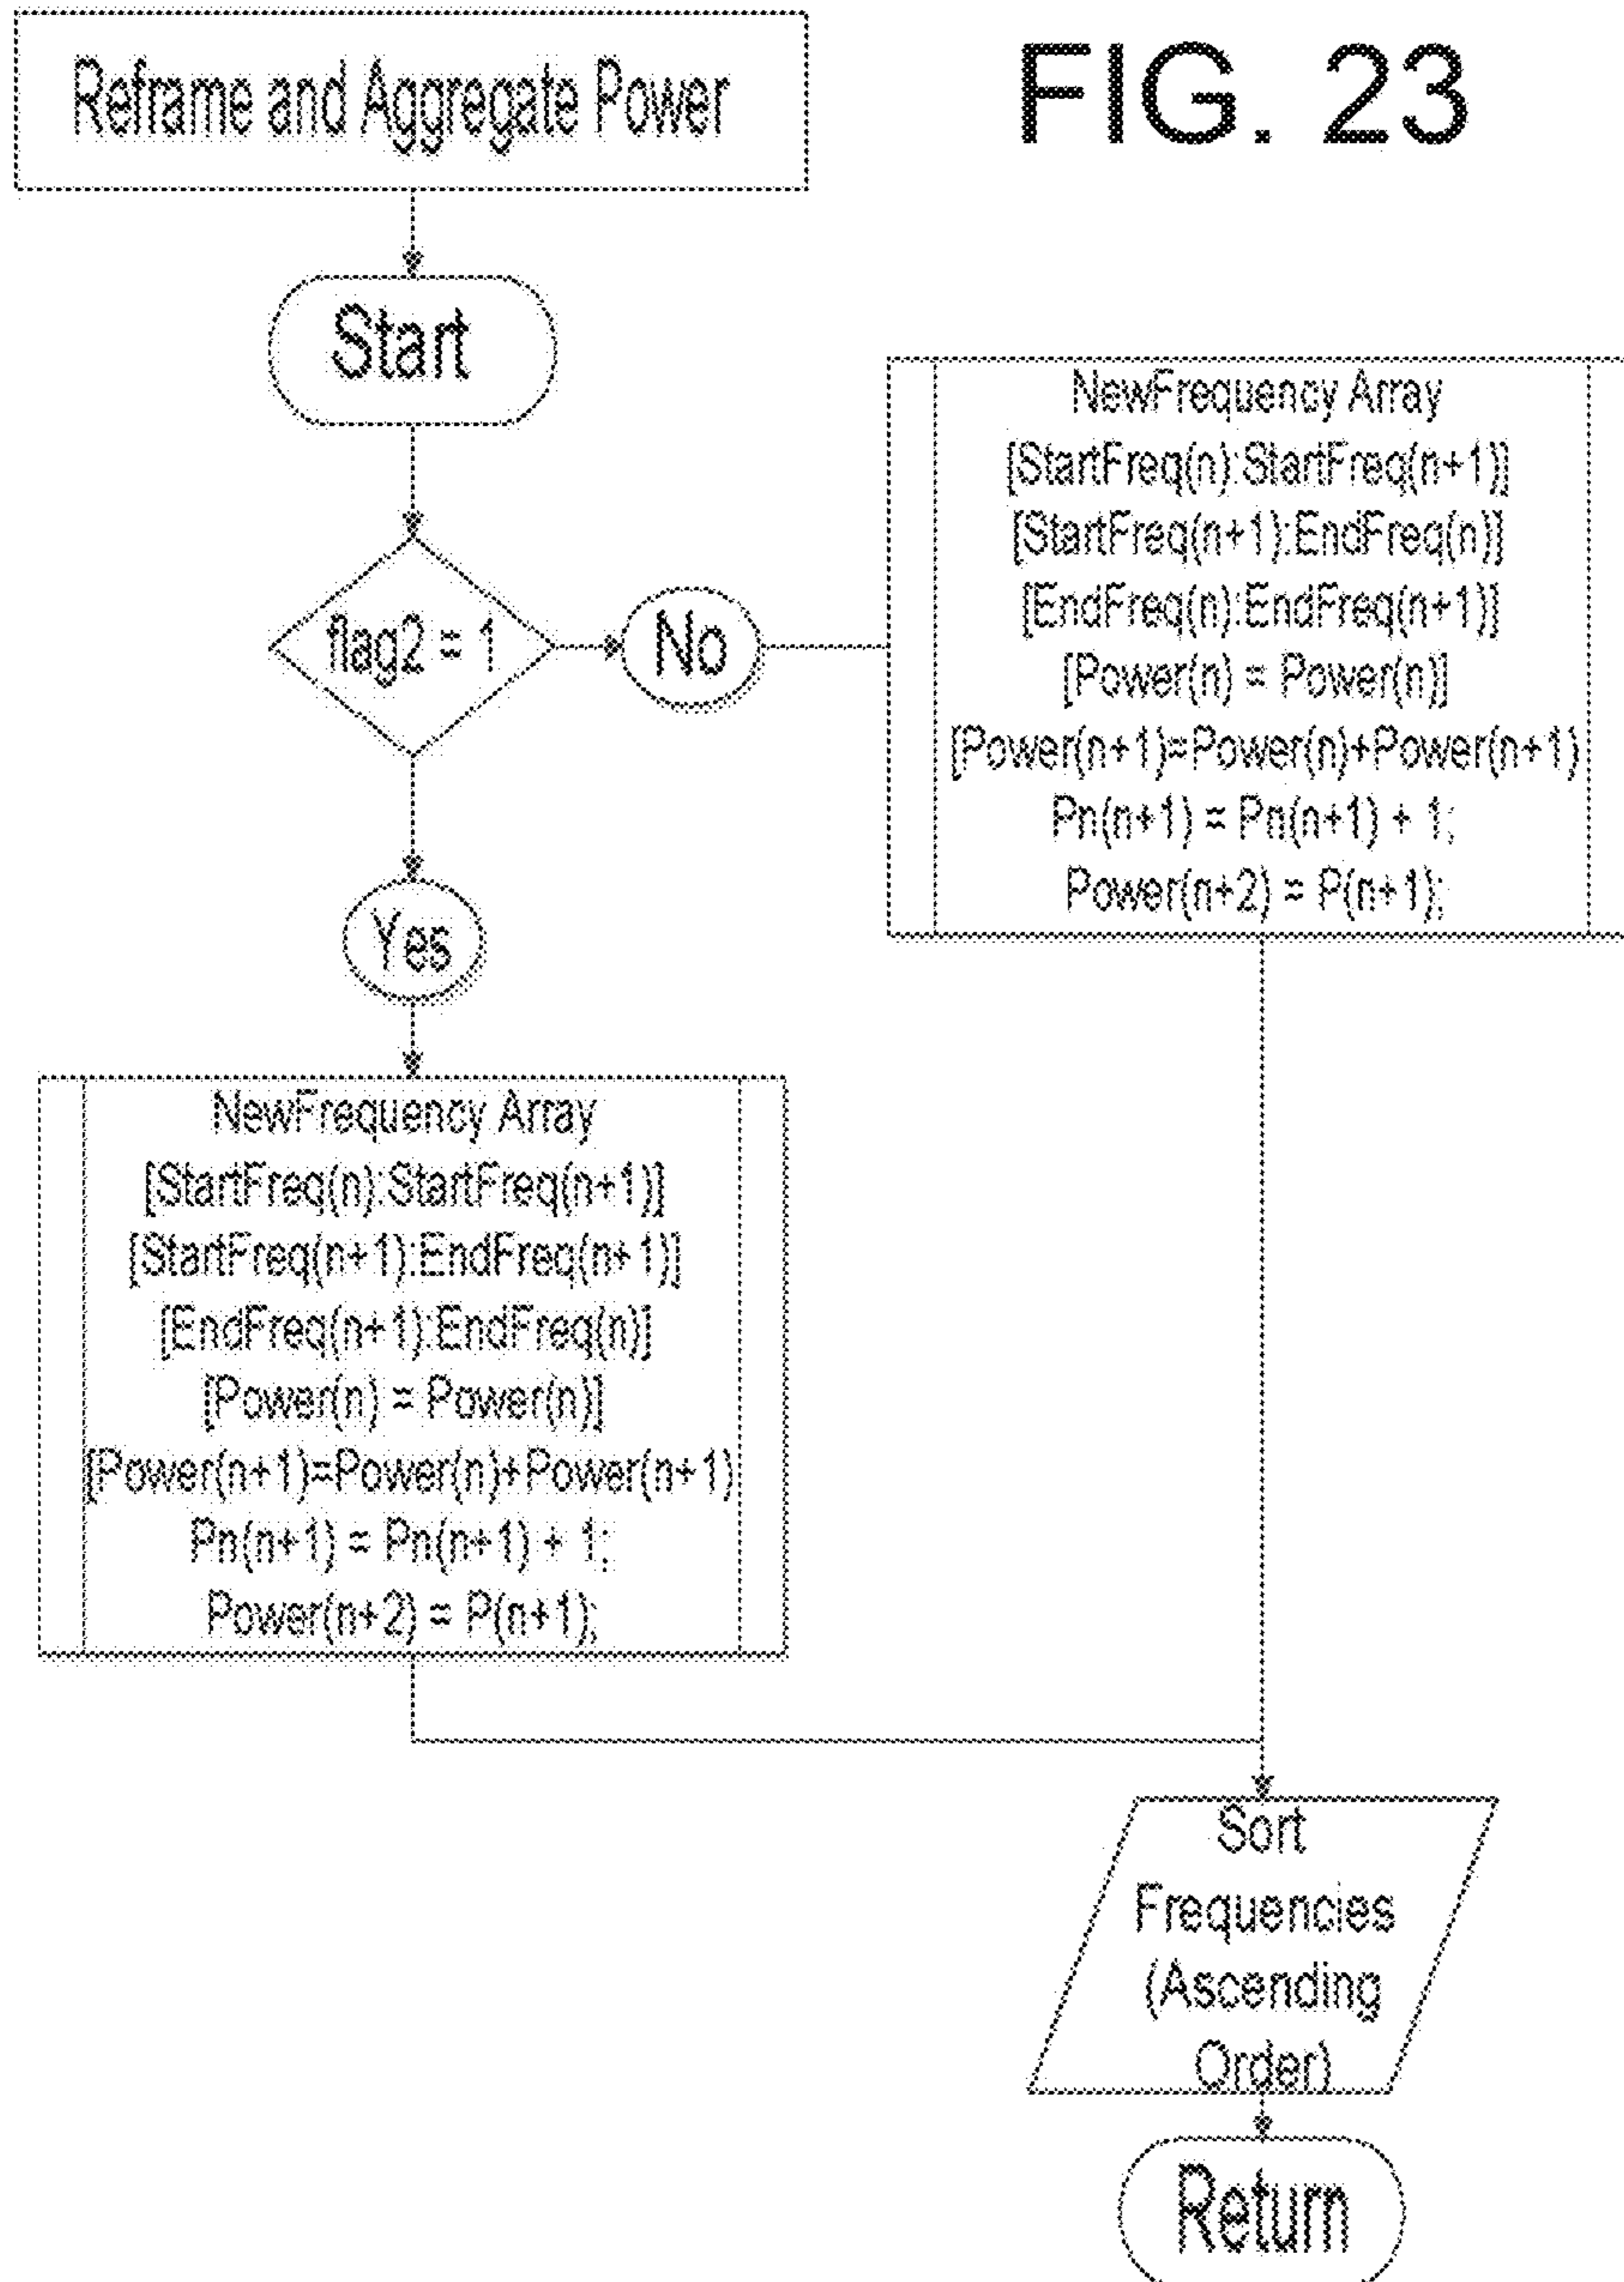 Reframe and Aggregate Power
FIG. 23
Start
flag2 = 1
No
NewFrequency Array
[StartFreq(n):StartFreq(n+1)]
[StartFreq(n+1):EndFreq(n)]
[EndFreq(n):EndFreq(n+1)]
[Power(n) = Power(n)]
[Power(n+1)=Power(n)+Power(n+1)
Pn(n+1) = Pn(n+1) + 1;
Power(n+2) = P(n+1);
Yes
NewFrequency Array
[StartFreq(n):StartFreq(n+1)]
[StartFreq(n+1):EndFreq(n+1)]
[EndFreq(n+1):EndFreq(n)]
[Power(n) = Power(n)]
[Power(n+1)=Power(n)+Power(n+1)
Pn(n+1) = Pn(n+1) + 1;
Power(n+2) = P(n+1);
Sort
Frequencies
(Ascending
Order)
Return